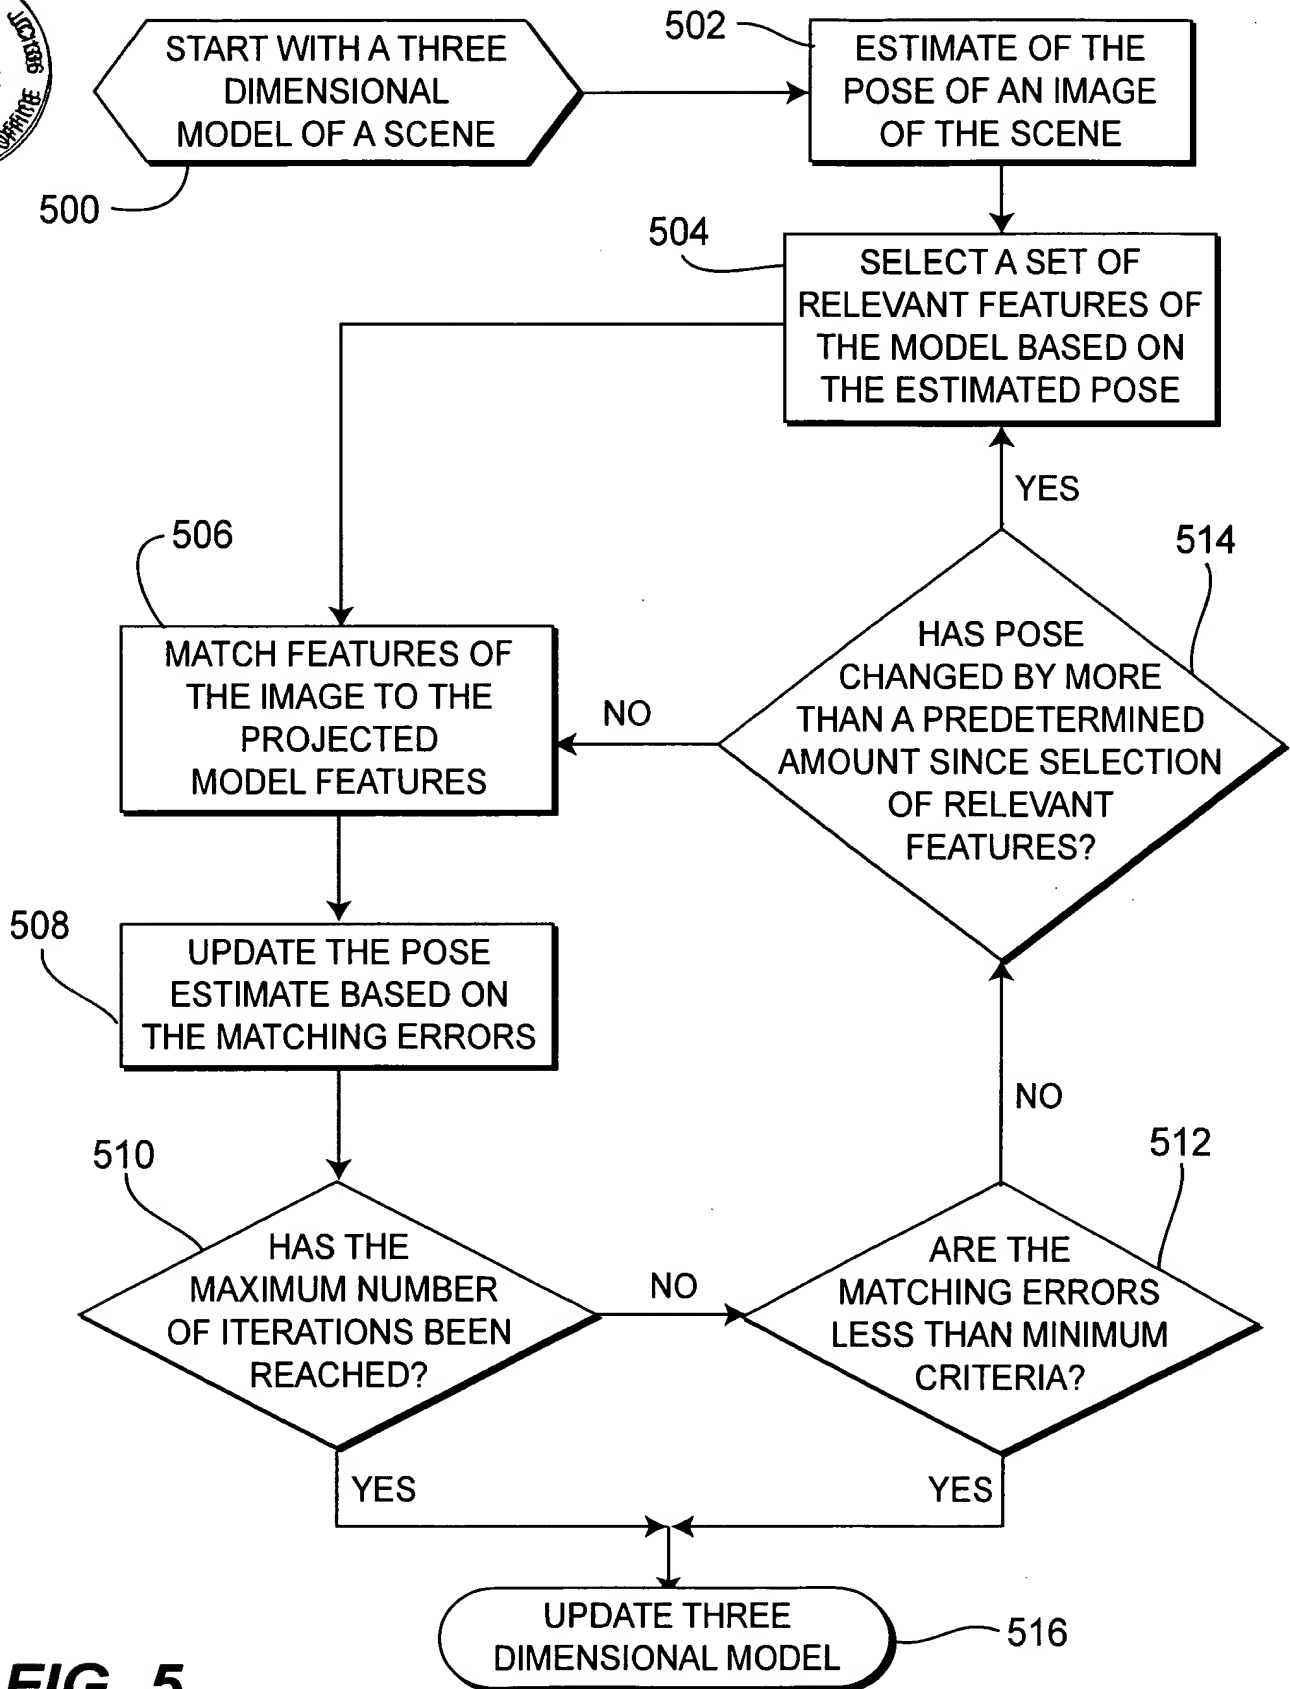 502
START WITH A THREE
DIMENSIONAL
MODEL OF A SCENE
500
ESTIMATE OF THE
POSE OF AN IMAGE
OF THE SCENE
504
SELECT A SET OF
RELEVANT FEATURES OF
THE MODEL BASED ON
THE ESTIMATED POSE
YES
506
MATCH FEATURES OF
THE IMAGE TO THE
PROJECTED
MODEL FEATURES
NO
514
HAS POSE
CHANGED BY MORE
THAN A PREDETERMINED
AMOUNT SINCE SELECTION
OF RELEVANT
FEATURES?
508
UPDATE THE POSE
ESTIMATE BASED ON
THE MATCHING ERRORS
NO
510
HAS THE
MAXIMUM NUMBER
OF ITERATIONS BEEN
REACHED?
NO
512
ARE THE
MATCHING ERRORS
LESS THAN MINIMUM
CRITERIA?
YES
YES
UPDATE THREE
DIMENSIONAL MODEL
516
FIG. 5